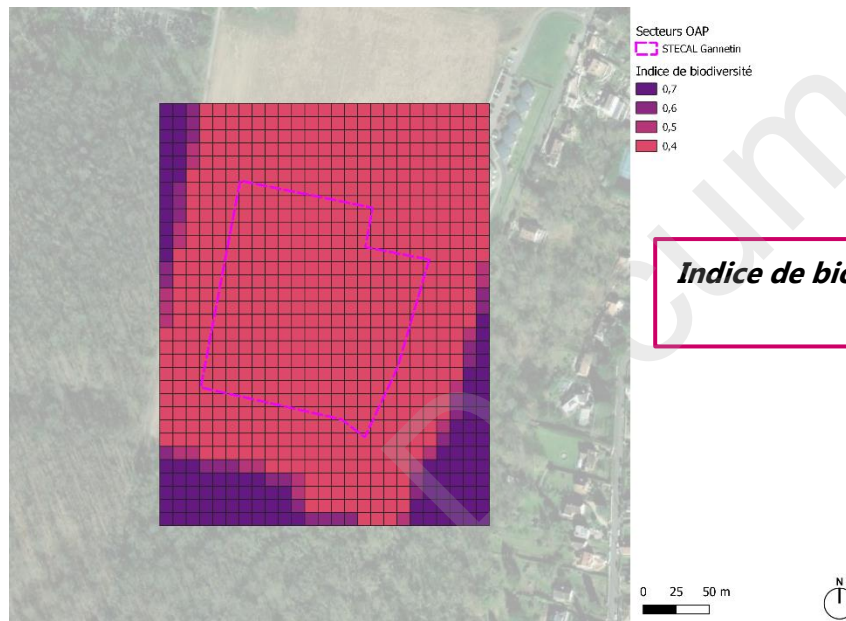 Secteurs OAP
STECAL Gannetin
Indice de biodiversité
0,7
0,6
0,5
0,4
Indice de bio
0 25 50 m
N